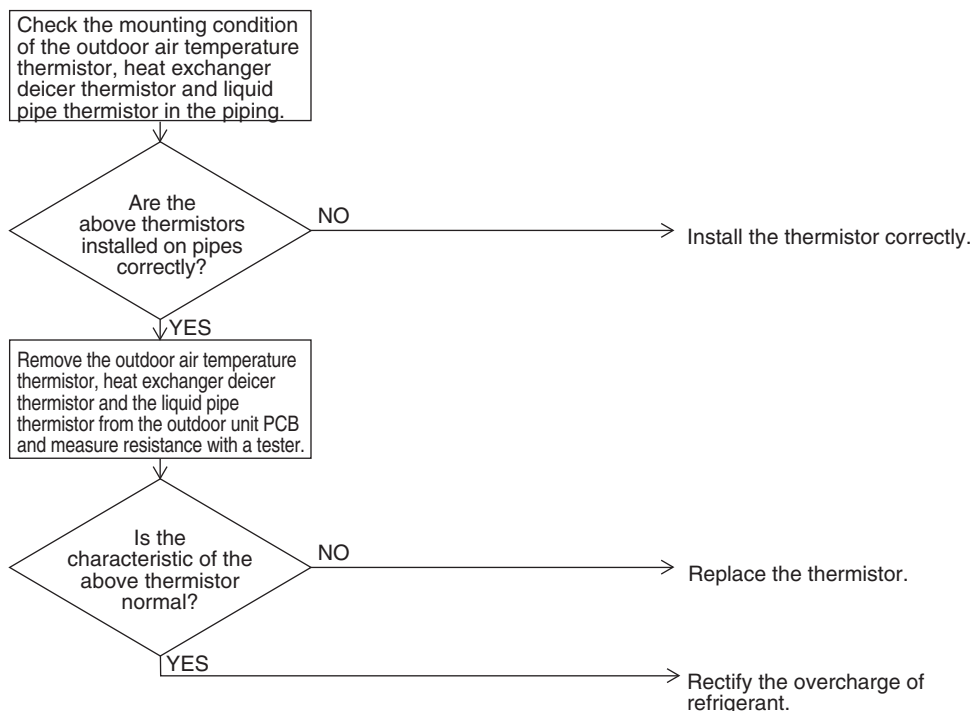 Check the mounting condition
of the outdoor air temperature
thermistor, heat exchanger
deicer thermistor and liquid
pipe thermistor in the piping.
Are the
above thermistors
installed on pipes
correctly?
NO
Install the thermistor correctly.
YES
Remove the outdoor air temperature
thermistor, heat exchanger deicer
thermistor and the liquid pipe
thermistor from the outdoor unit PCB
and measure resistance with a tester.
Is the
characteristic of the
above thermistor
normal?
NO
Replace the thermistor.
YES
Rectify the overcharge of
refrigerant.